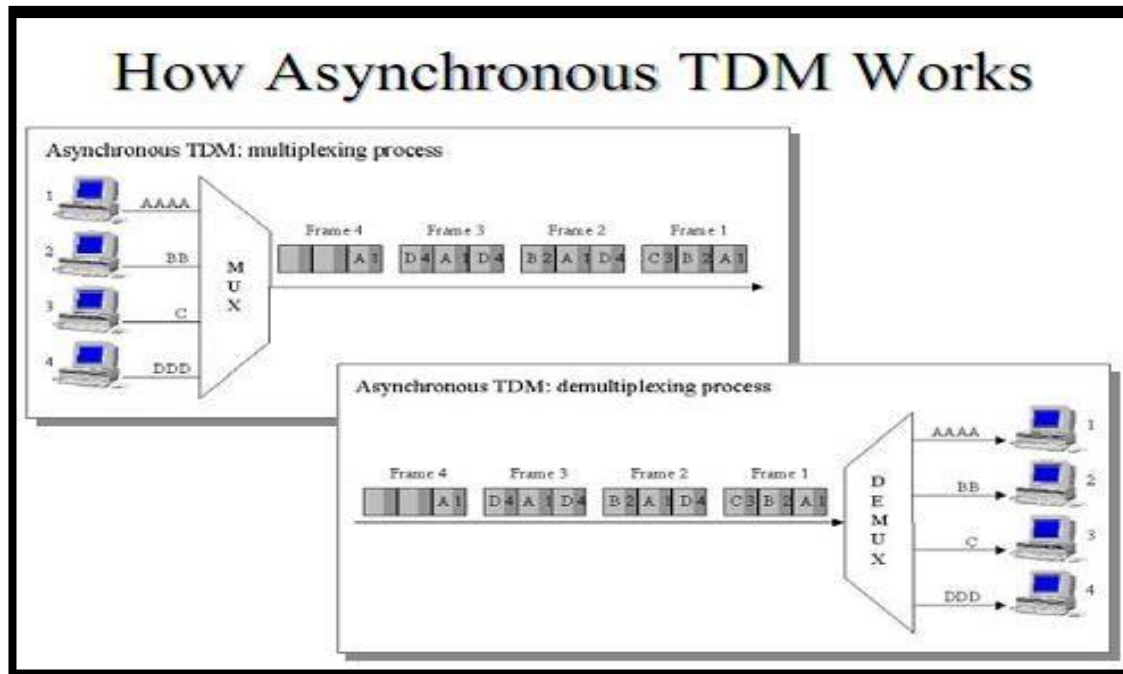 How Asynchronous TDM Works
Asynchronous TDM: multiplexing process
1
AAAA
2
BB
3
C
4
DDD
MUX
Frame 4
Frame 3
Frame 2
Frame 1
A 1
D 4 A 1 D 4
B 2 A 1 D 4
C 3 B 2 A 1
Asynchronous TDM: demultiplexing process
Frame 4
Frame 3
Frame 2
Frame 1
A 1
D 4 A 1 D 4
B 2 A 1 D 4
C 3 B 2 A 1
DEMUX
AAAA
1
BB
2
C
3
DDD
4